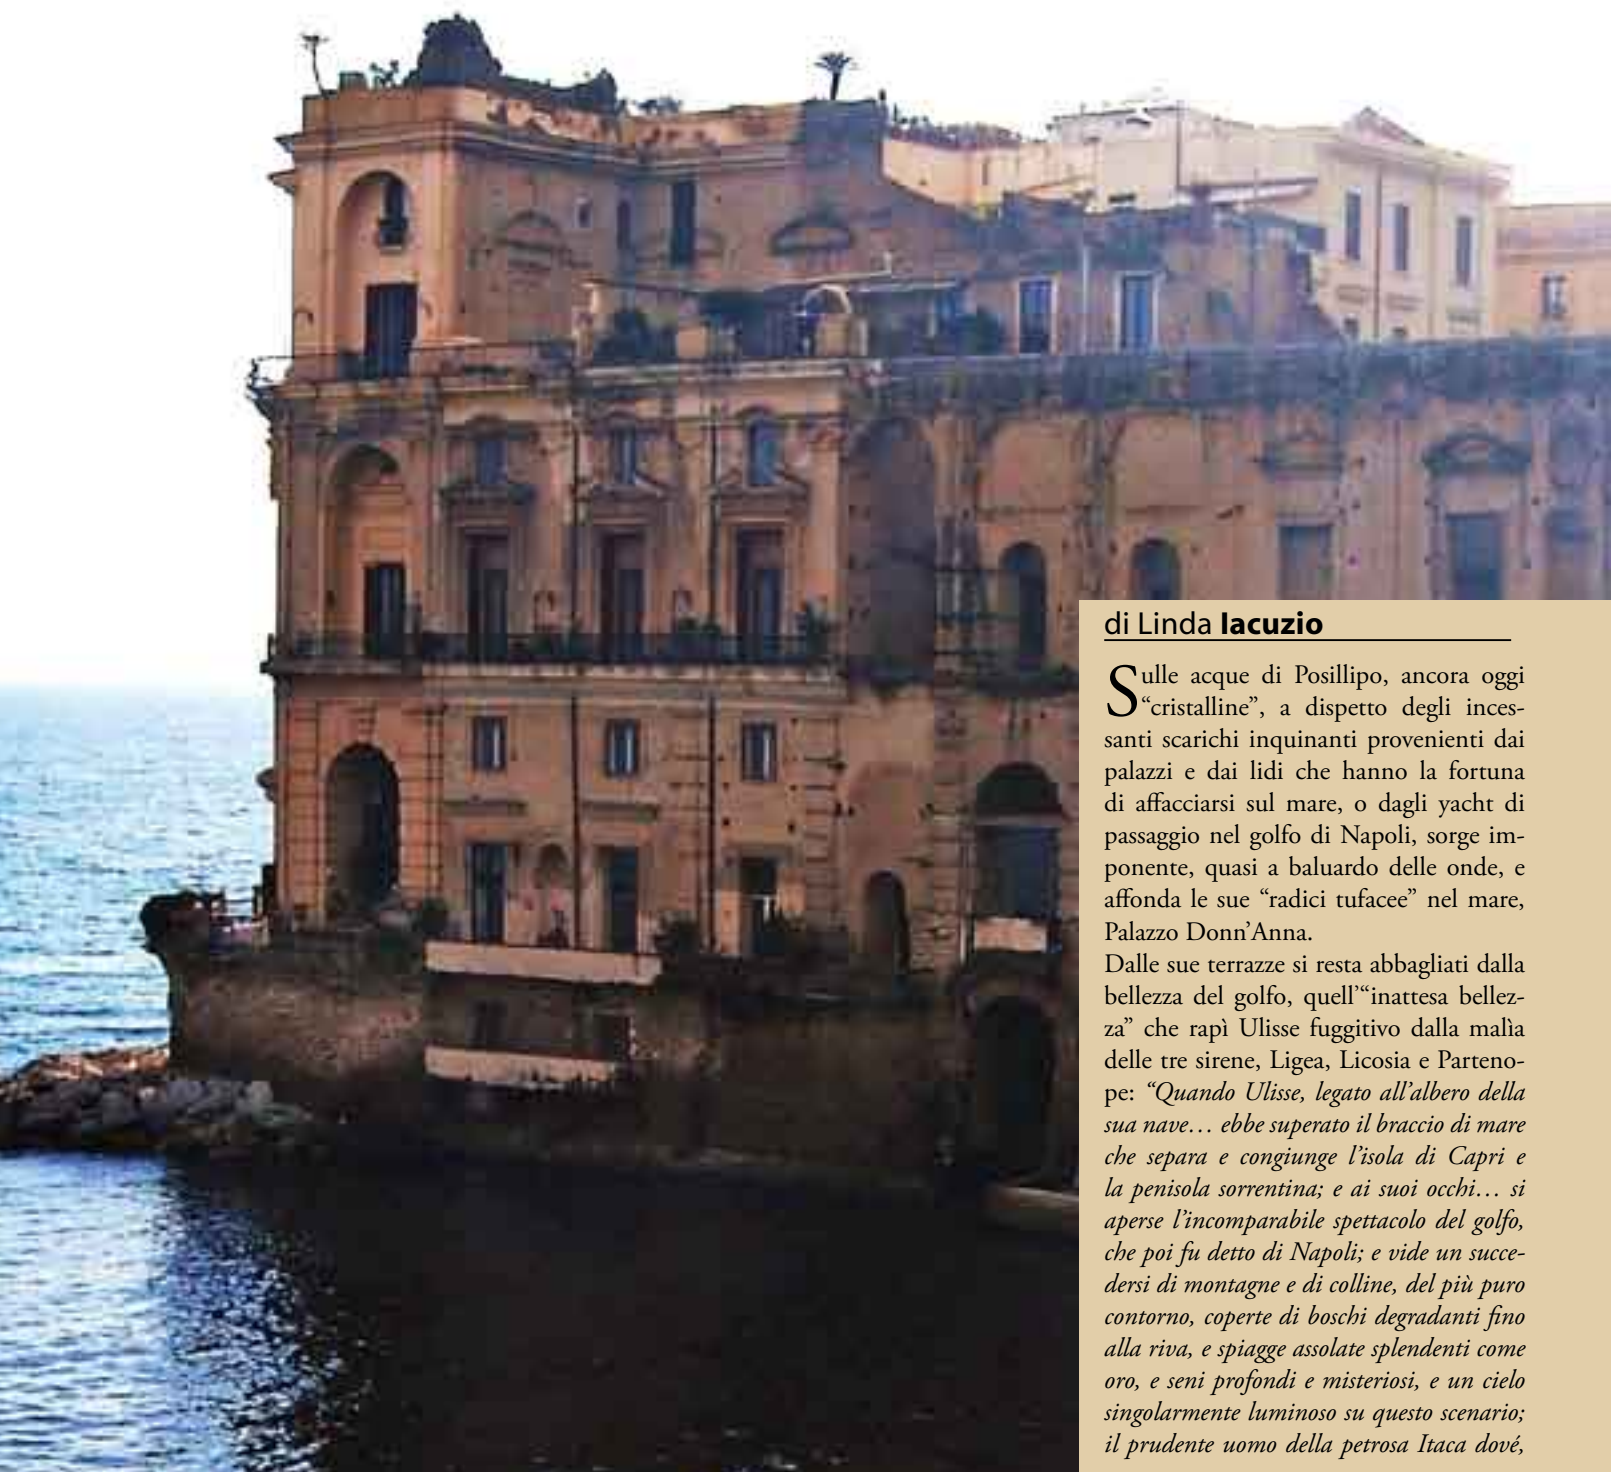 di Linda Iacuzio
Sulle acque di Posillipo, ancora oggi
“cristalline”, a dispetto degli inces-
santi scarichi inquinanti provenienti dai
palazzi e dai lidi che hanno la fortuna
di affacciarsi sul mare, o dagli yacht di
passaggio nel golfo di Napoli, sorge im-
ponente, quasi a baluardo delle onde, e
affonda le sue “radici tufacee” nel mare,
Palazzo Donn’Anna.
Dalle sue terrazze si resta abbagliati dalla
bellezza del golfo, quell’“inattesa bellez-
za” che rapì Ulisse fuggitivo dalla malìa
delle tre sirene, Ligea, Licosia e Parteno-
pe: “Quando Ulisse, legato all’albero della
sua nave… ebbe superato il braccio di mare
che separa e congiunge l’isola di Capri e
la penisola sorrentina; e ai suoi occhi… si
aperse l’incomparabile spettacolo del golfo,
che poi fu detto di Napoli; e vide un succe-
dersi di montagne e di colline, del più puro
contorno, coperte di boschi degradanti fino
alla riva, e spiagge assolate splendenti come
oro, e seni profondi e misteriosi, e un cielo
singolarmente luminoso su questo scenario;
il prudente uomo della petrosa Itaca dové,